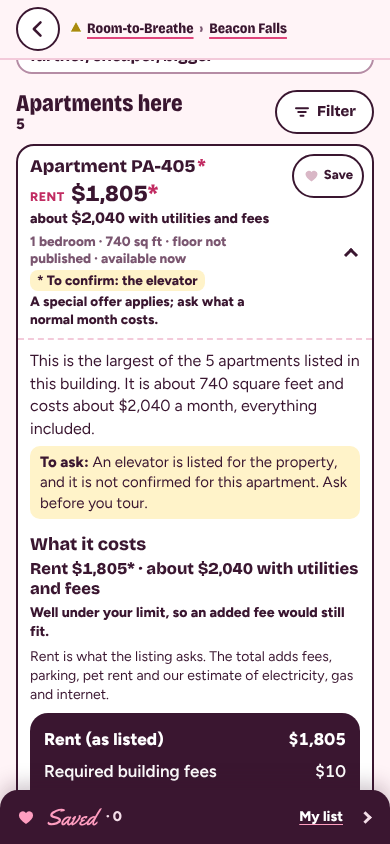 Room-to-Breathe › Beacon Falls
further, cheaper, bigger
Apartments here
5
Filter
Apartment PA-405*
Save
RENT $1,805*
about $2,040 with utilities and fees
1 bedroom · 740 sq ft · floor not
published · available now
* To confirm: the elevator
A special offer applies; ask what a
normal month costs.
This is the largest of the 5 apartments listed in
this building. It is about 740 square feet and
costs about $2,040 a month, everything
included.
To ask: An elevator is listed for the property,
and it is not confirmed for this apartment. Ask
before you tour.
What it costs
Rent $1,805* · about $2,040 with utilities
and fees
Well under your limit, so an added fee would still
fit.
Rent is what the listing asks. The total adds fees,
parking, pet rent and our estimate of electricity, gas
and internet.
Rent (as listed) $1,805
Required building fees $10
Saved · 0
My list